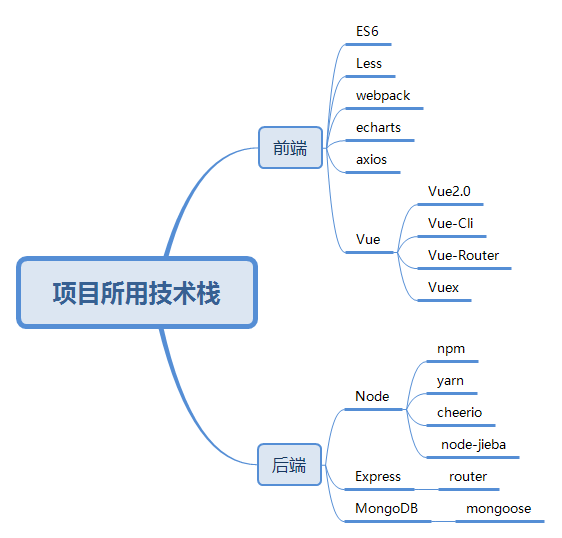 项目所用技术栈
前端
ES6
Less
webpack
echarts
axios
Vue
Vue2.0
Vue-Cli
Vue-Router
Vuex
后端
Node
npm
yarn
cheerio
node-jieba
Express
router
MongoDB
mongoose